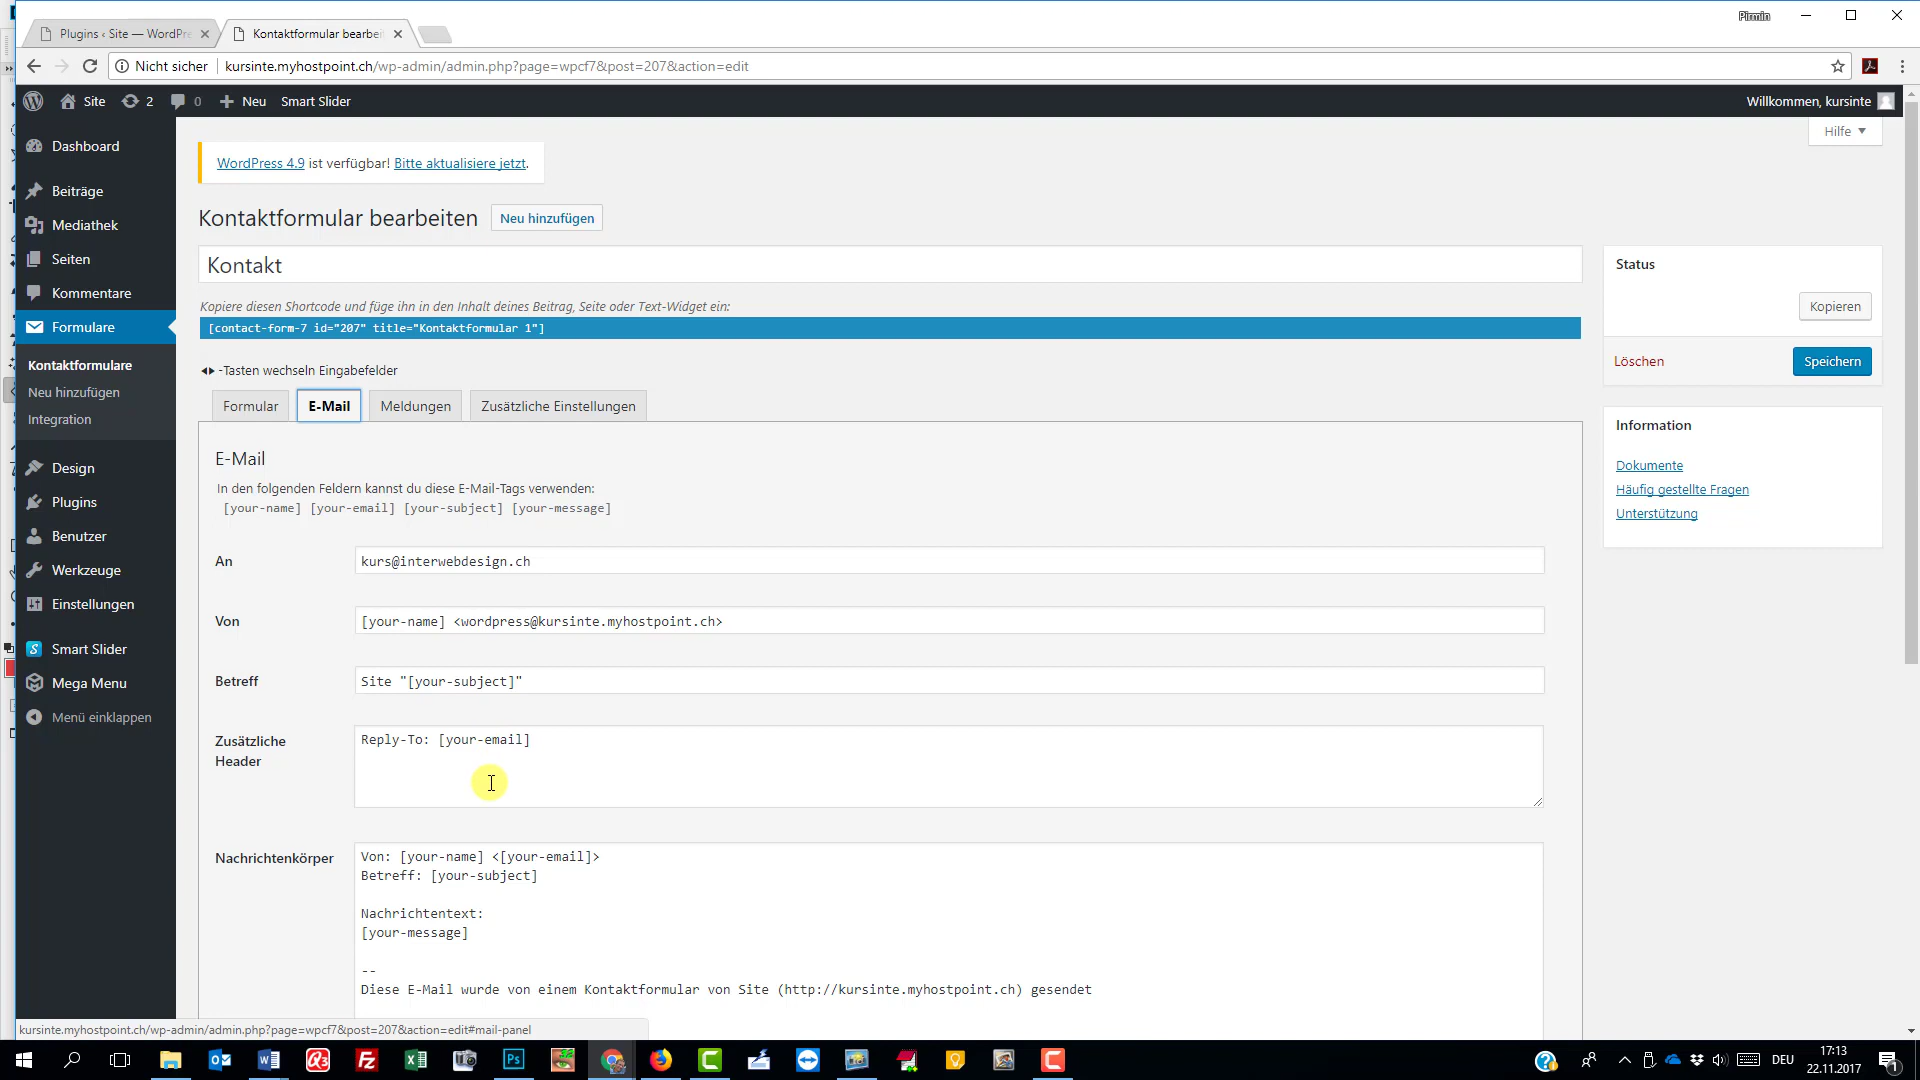 Pirmin
Plugins ‹ Site — WordPre
Kontaktformular bearbei
Nicht sicher
kursinte.myhostpoint.ch/wp-admin/admin.php?page=wpcf7&post=207&action=edit
Site
2
0
Neu
Smart Slider
Willkommen, kursinte
Hilfe
Dashboard
Beiträge
Mediathek
Seiten
Kommentare
Formulare
Kontaktformulare
Neu hinzufügen
Integration
Design
Plugins
Benutzer
Werkzeuge
Einstellungen
Smart Slider
Mega Menu
Menü einklappen
WordPress 4.9 ist verfügbar! Bitte aktualisiere jetzt.
Kontaktformular bearbeiten
Neu hinzufügen
Kontakt
Kopiere diesen Shortcode und füge ihn in den Inhalt deines Beitrag, Seite oder Text-Widget ein:
[contact-form-7 id="207" title="Kontaktformular 1"]
-Tasten wechseln Eingabefelder
Formular
E-Mail
Meldungen
Zusätzliche Einstellungen
E-Mail
In den folgenden Feldern kannst du diese E-Mail-Tags verwenden:
[your-name] [your-email] [your-subject] [your-message]
An
kurs@interwebdesign.ch
Von
[your-name] <wordpress@kursinte.myhostpoint.ch>
Betreff
Site "[your-subject]"
Zusätzliche
Header
Reply-To: [your-email]
Nachrichtenkörper
Von: [your-name] <[your-email]>
Betreff: [your-subject]
Nachrichtentext:
[your-message]
--
Diese E-Mail wurde von einem Kontaktformular von Site (http://kursinte.myhostpoint.ch) gesendet
Status
Kopieren
Löschen
Speichern
Information
Dokumente
Häufig gestellte Fragen
Unterstützung
kursinte.myhostpoint.ch/wp-admin/admin.php?page=wpcf7&post=207&action=edit#mail-panel
DEU
17:13
22.11.2017
1